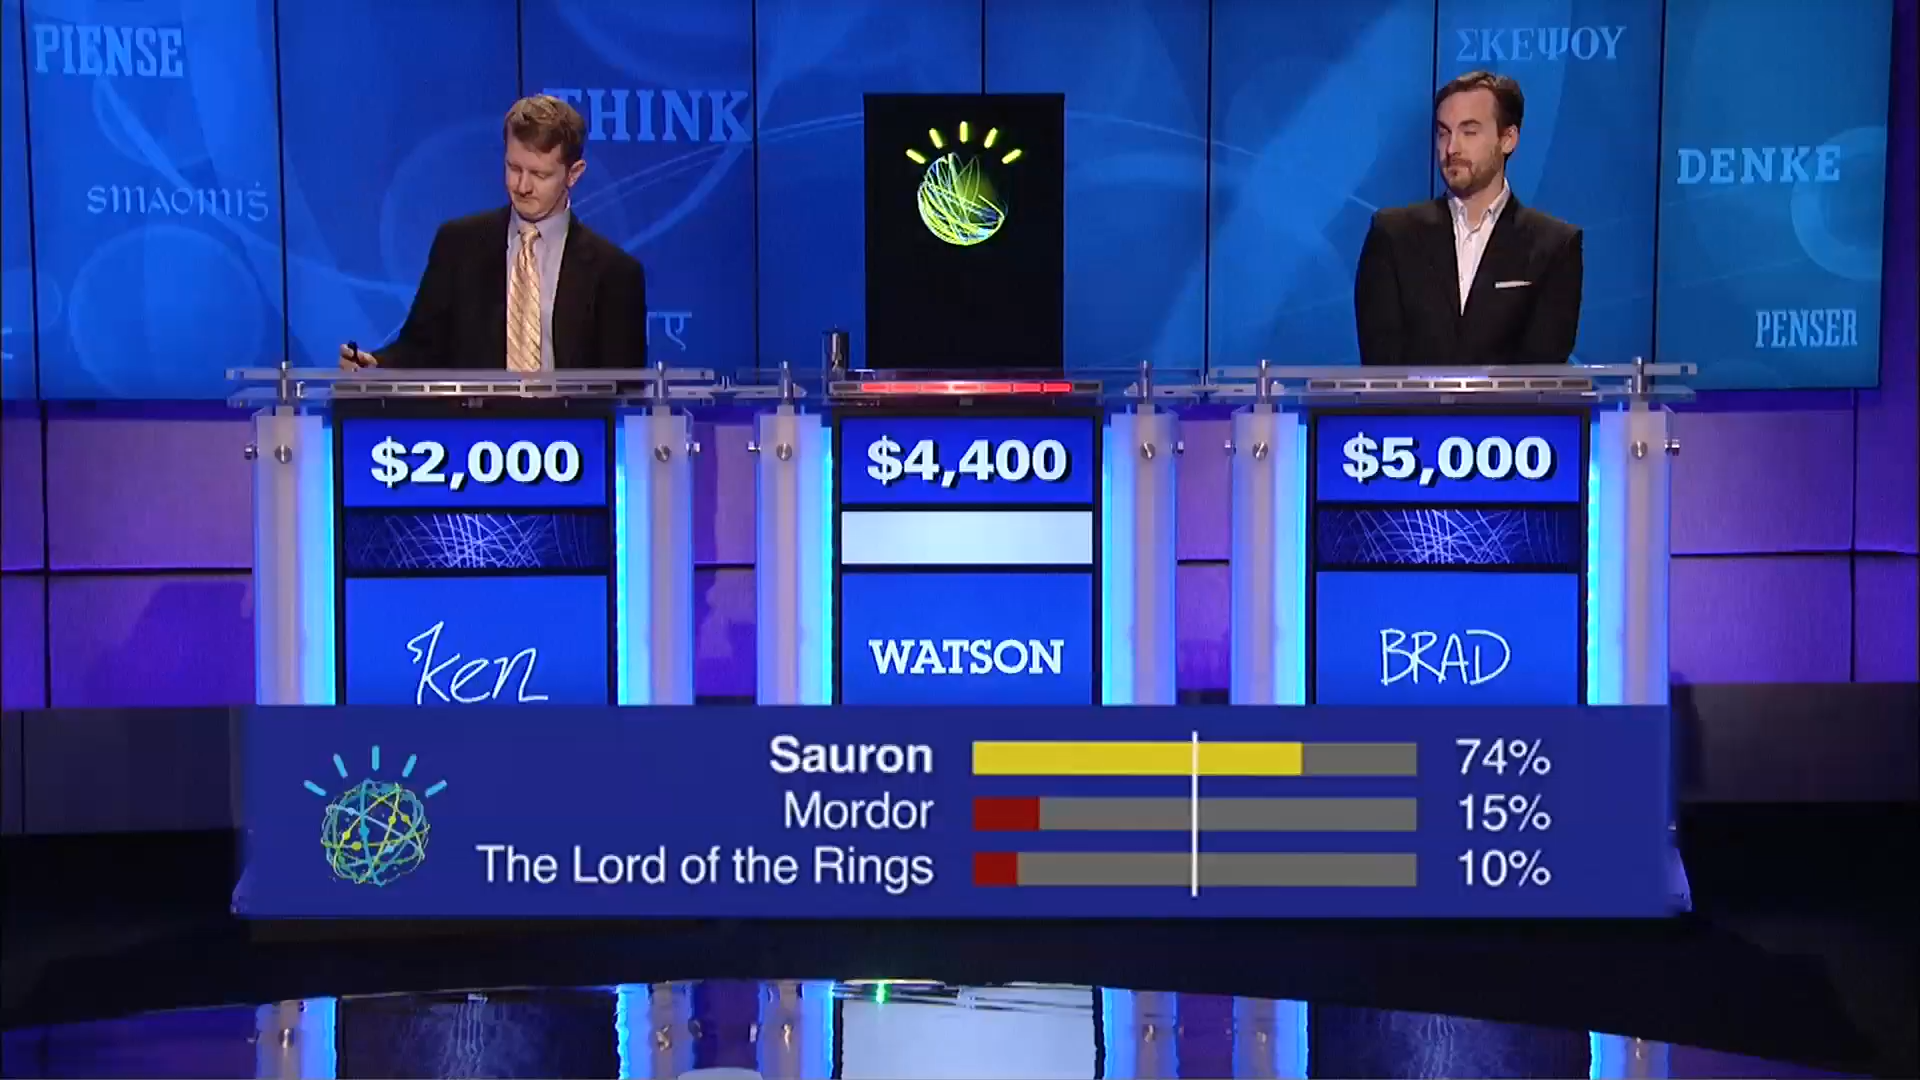 PIENSE
THINK
ΣΚΕΨΟΥ
DENKE
SMAOINIŚ
PENSER
$2,000
$4,400
$5,000
Ken
WATSON
BRAD
Sauron 74%
Mordor 15%
The Lord of the Rings 10%